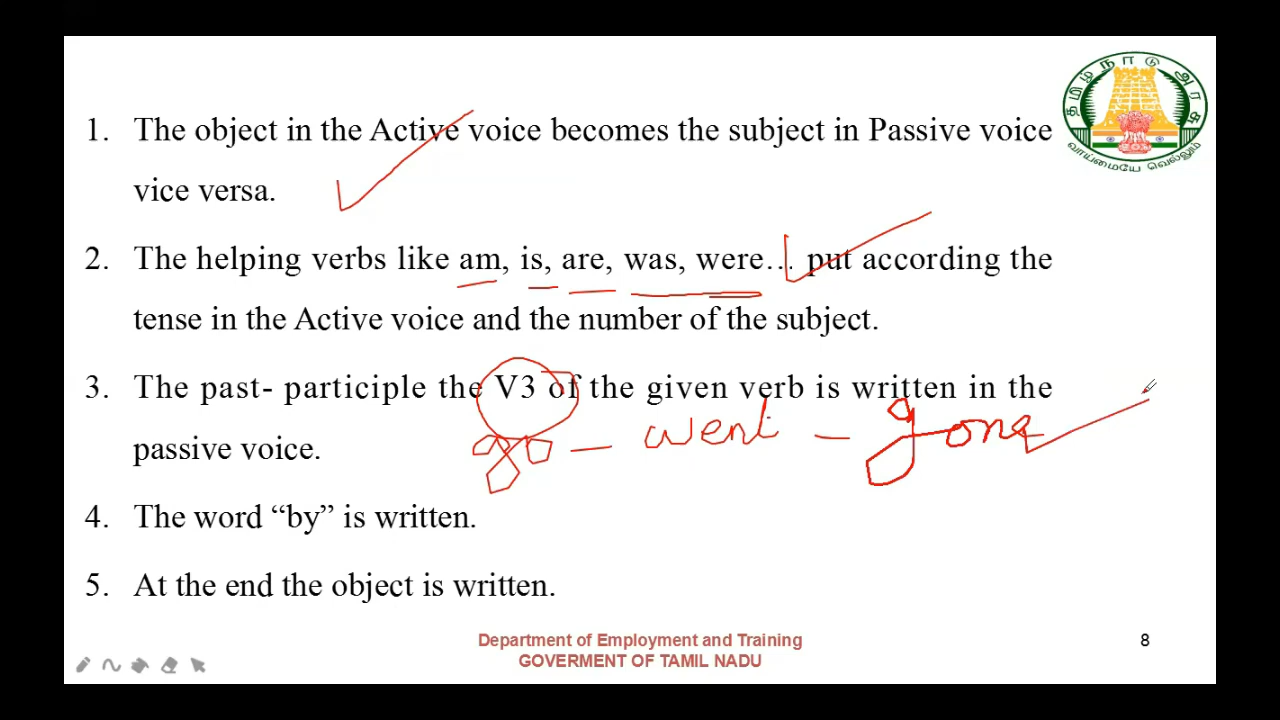 1. The object in the Active voice becomes the subject in Passive voice
vice versa.
2. The helping verbs like am, is, are, was, were... put according the
tense in the Active voice and the number of the subject.
3. The past- participle the V3 of the given verb is written in the
go - went - gone
passive voice.
4. The word “by” is written.
5. At the end the object is written.
தமிழ்நாடு அரசு
வாய்மையே வெல்லும்
Department of Employment and Training
GOVERMENT OF TAMIL NADU
8